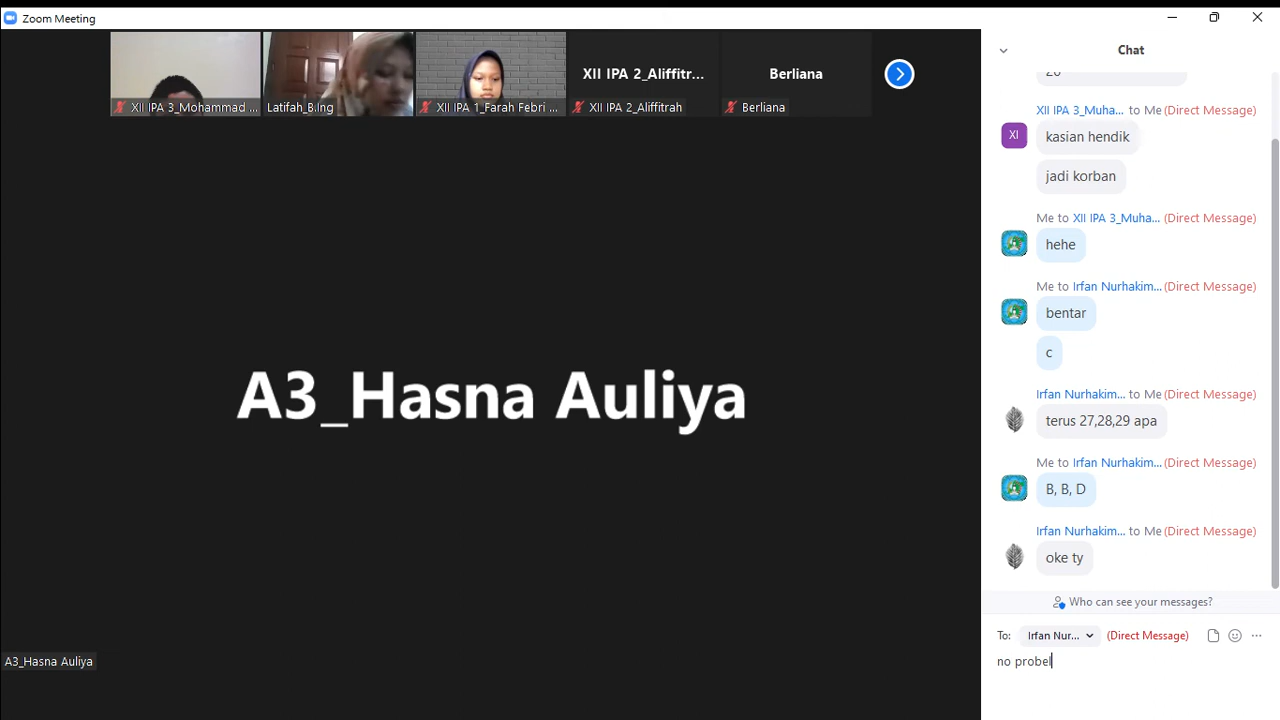 Zoom Meeting
XII IPA 3_Mohammad ...
Latifah_B.Ing
XII IPA 1_Farah Febri ...
XII IPA 2_Aliffitr...
XII IPA 2_Aliffitrah
Berliana
Berliana
A3_Hasna Auliya
A3_Hasna Auliya
Chat
20
XII IPA 3_Muha... to Me (Direct Message)
XI
kasian hendik
jadi korban
Me to XII IPA 3_Muha... (Direct Message)
hehe
Me to Irfan Nurhakim... (Direct Message)
bentar
c
Irfan Nurhakim... to Me (Direct Message)
terus 27,28,29 apa
Me to Irfan Nurhakim... (Direct Message)
B, B, D
Irfan Nurhakim... to Me (Direct Message)
oke ty
Who can see your messages?
To: Irfan Nur... (Direct Message)
no probel